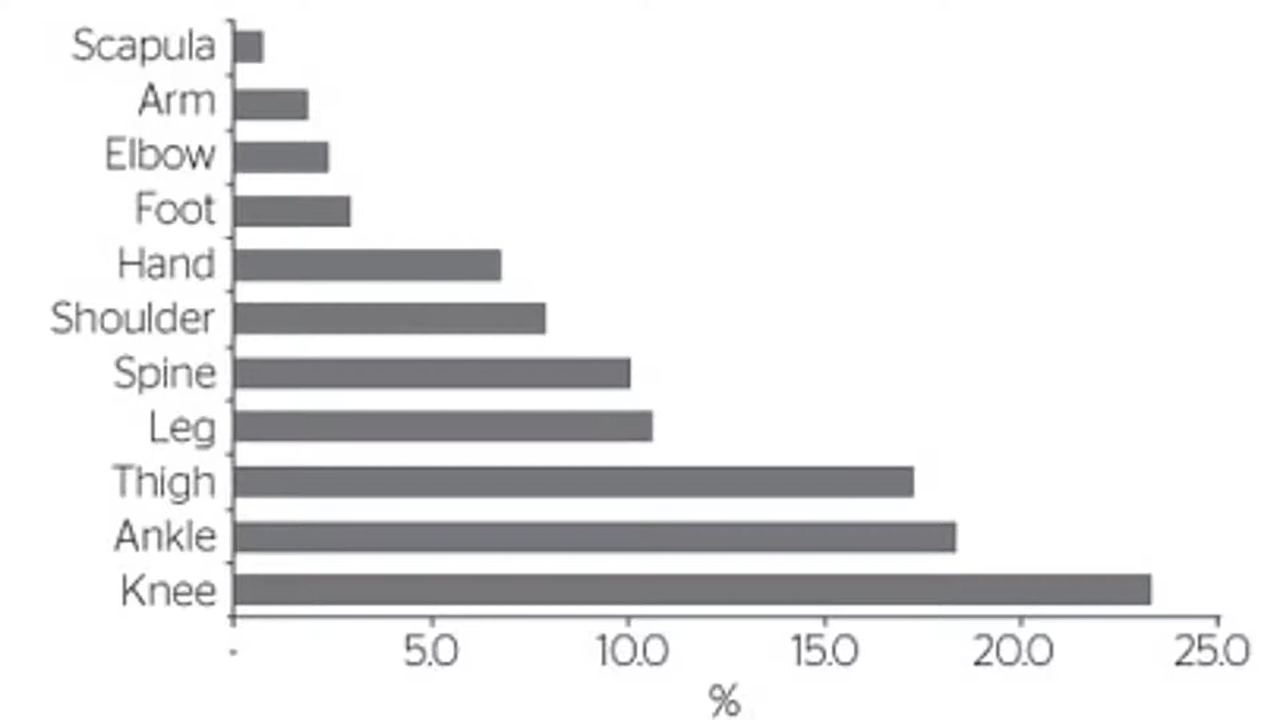 Scapula
Arm
Elbow
Foot
Hand
Shoulder
Spine
Leg
Thigh
Ankle
Knee
- 5.0 10.0 15.0 20.0 25.0
%